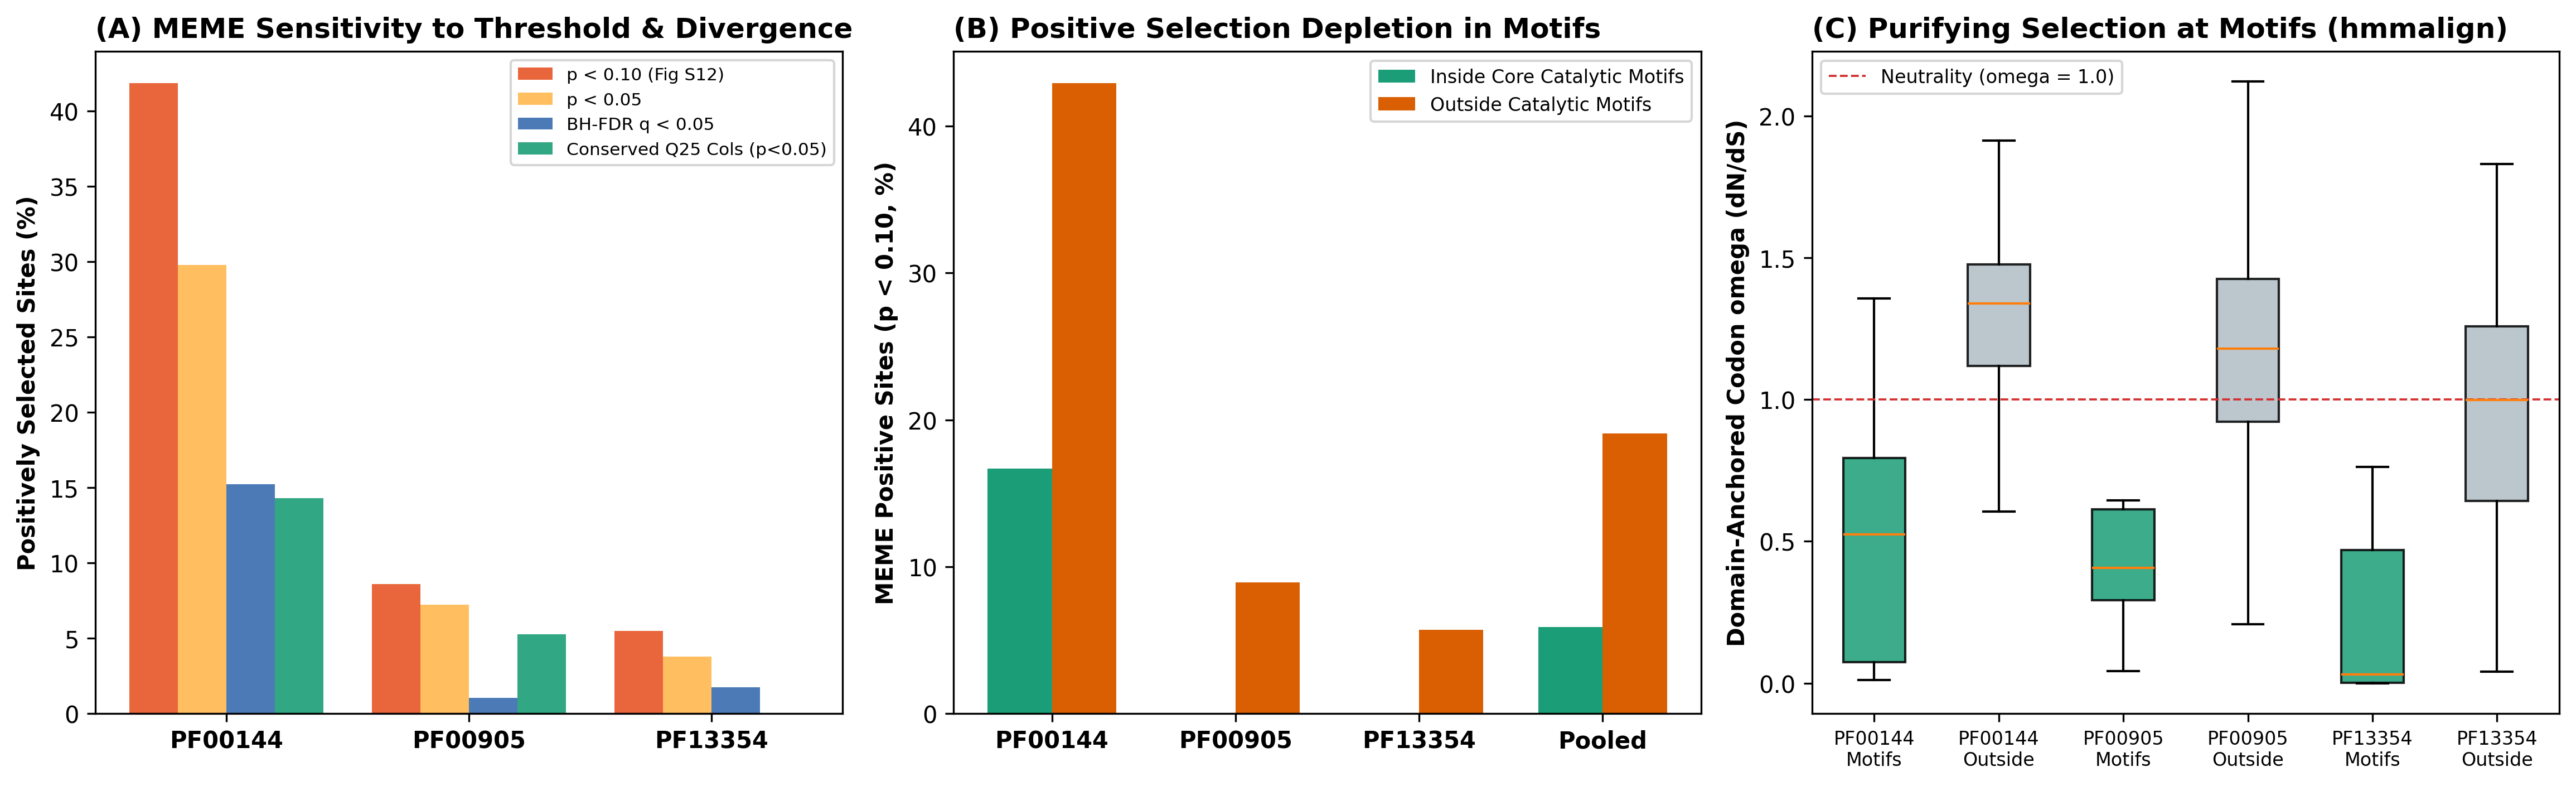 (A) MEME Sensitivity to Threshold & Divergence
Positively Selected Sites (%)
40
35
30
25
20
15
10
5
0
p < 0.10 (Fig S12)
p < 0.05
BH-FDR q < 0.05
Conserved Q25 Cols (p<0.05)
PF00144
PF00905
PF13354
(B) Positive Selection Depletion in Motifs
MEME Positive Sites (p < 0.10, %)
40
30
20
10
0
Inside Core Catalytic Motifs
Outside Catalytic Motifs
PF00144
PF00905
PF13354
Pooled
(C) Purifying Selection at Motifs (hmmalign)
Domain-Anchored Codon omega (dN/dS)
2.0
1.5
1.0
0.5
0.0
Neutrality (omega = 1.0)
PF00144
Motifs
PF00144
Outside
PF00905
Motifs
PF00905
Outside
PF13354
Motifs
PF13354
Outside